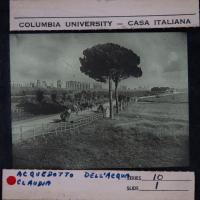 COLUMBIA UNIVERSITY — CASA ITALIANA
ACQUEDOTTO DELL'ACQUA
CLAUDIA
SERIES 10
SLIDE 1